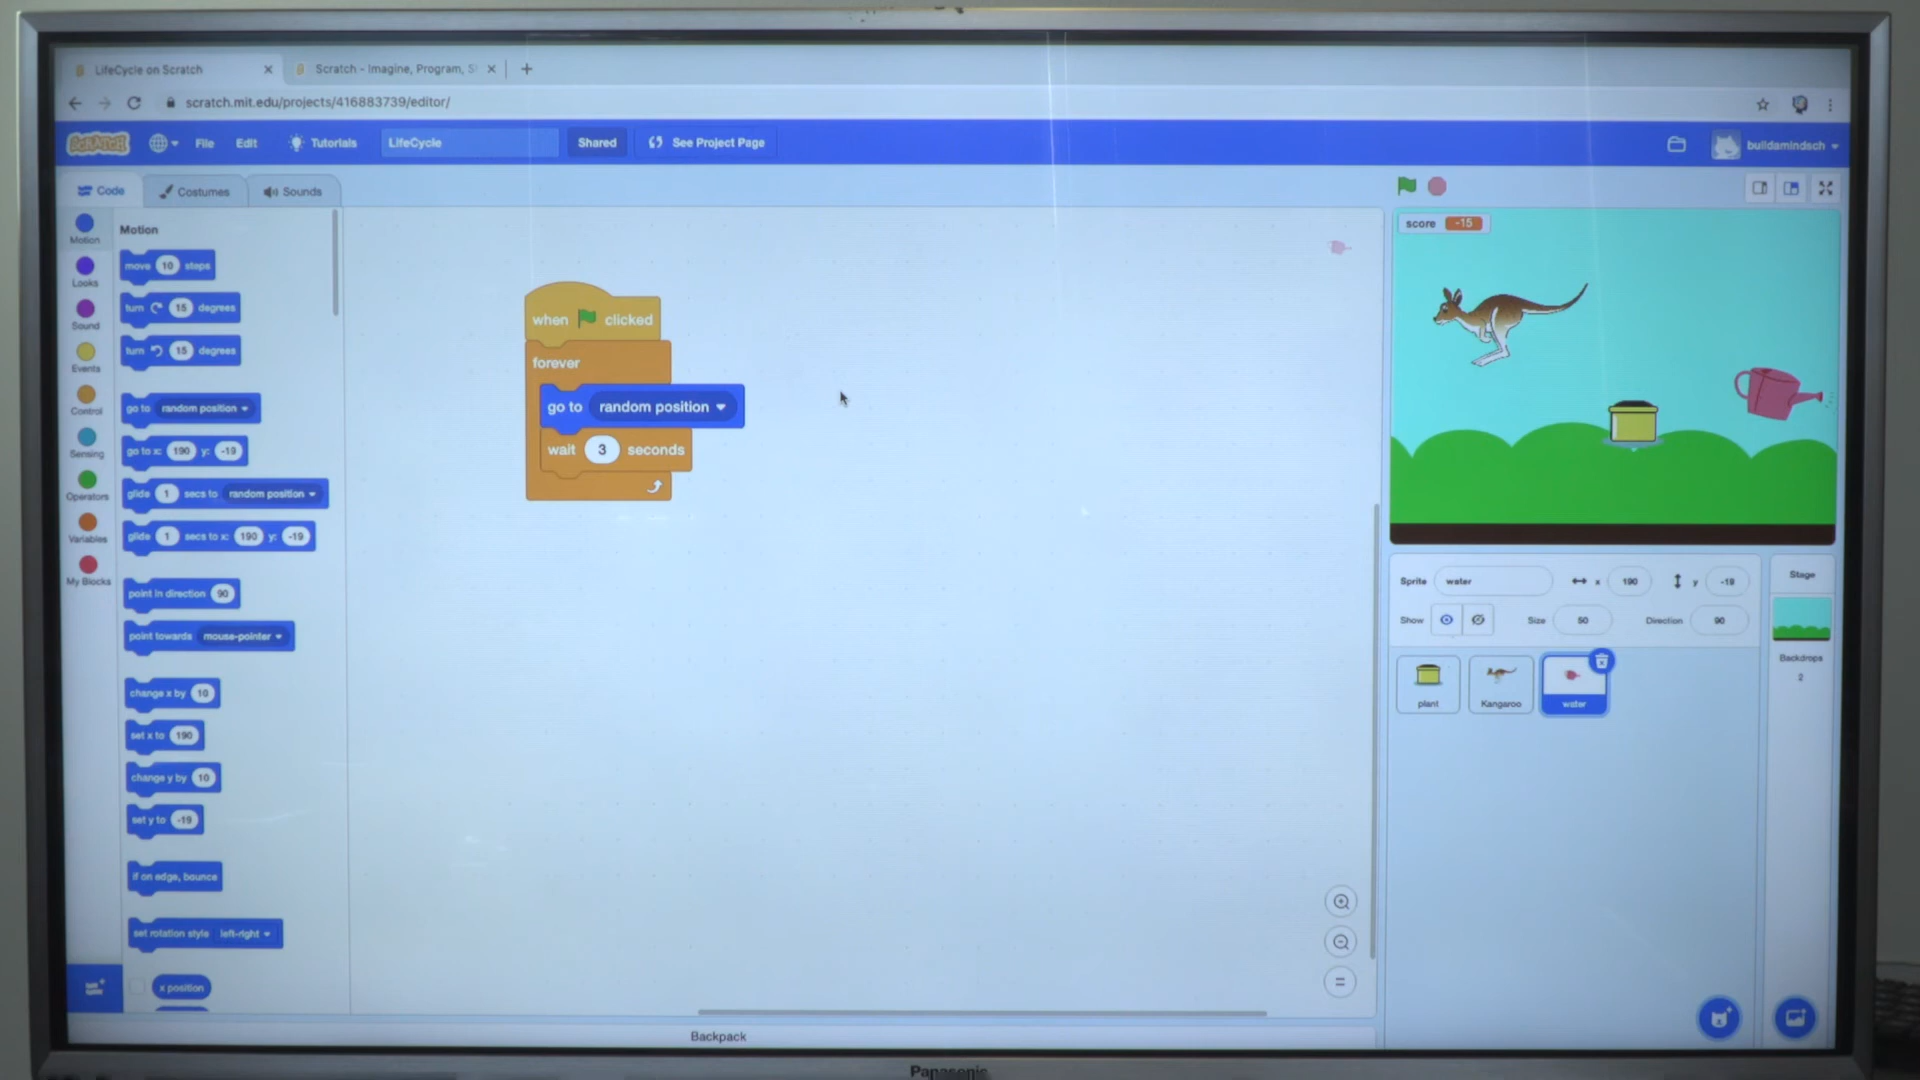 LifeCycle on Scratch
Scratch - Imagine, Program, S
scratch.mit.edu/projects/416883739/editor/
SCRATCH
File
Edit
Tutorials
LifeCycle
Shared
See Project Page
buildamindsch
Code
Costumes
Sounds
Motion
Looks
Sound
Events
Control
Sensing
Operators
Variables
My Blocks
Motion
move 10 steps
turn 15 degrees
turn 15 degrees
go to random position
go to x: 190 y: -19
glide 1 secs to random position
glide 1 secs to x: 190 y: -19
point in direction 90
point towards mouse-pointer
change x by 10
set x to 190
change y by 10
set y to -19
if on edge, bounce
set rotation style left-right
x position
when clicked
forever
go to random position
wait 3 seconds
score -15
Sprite water x 190 y -19
Show Size 50 Direction 90
plant
Kangaroo
water
Stage
Backdrops
2
Backpack
Panasonic